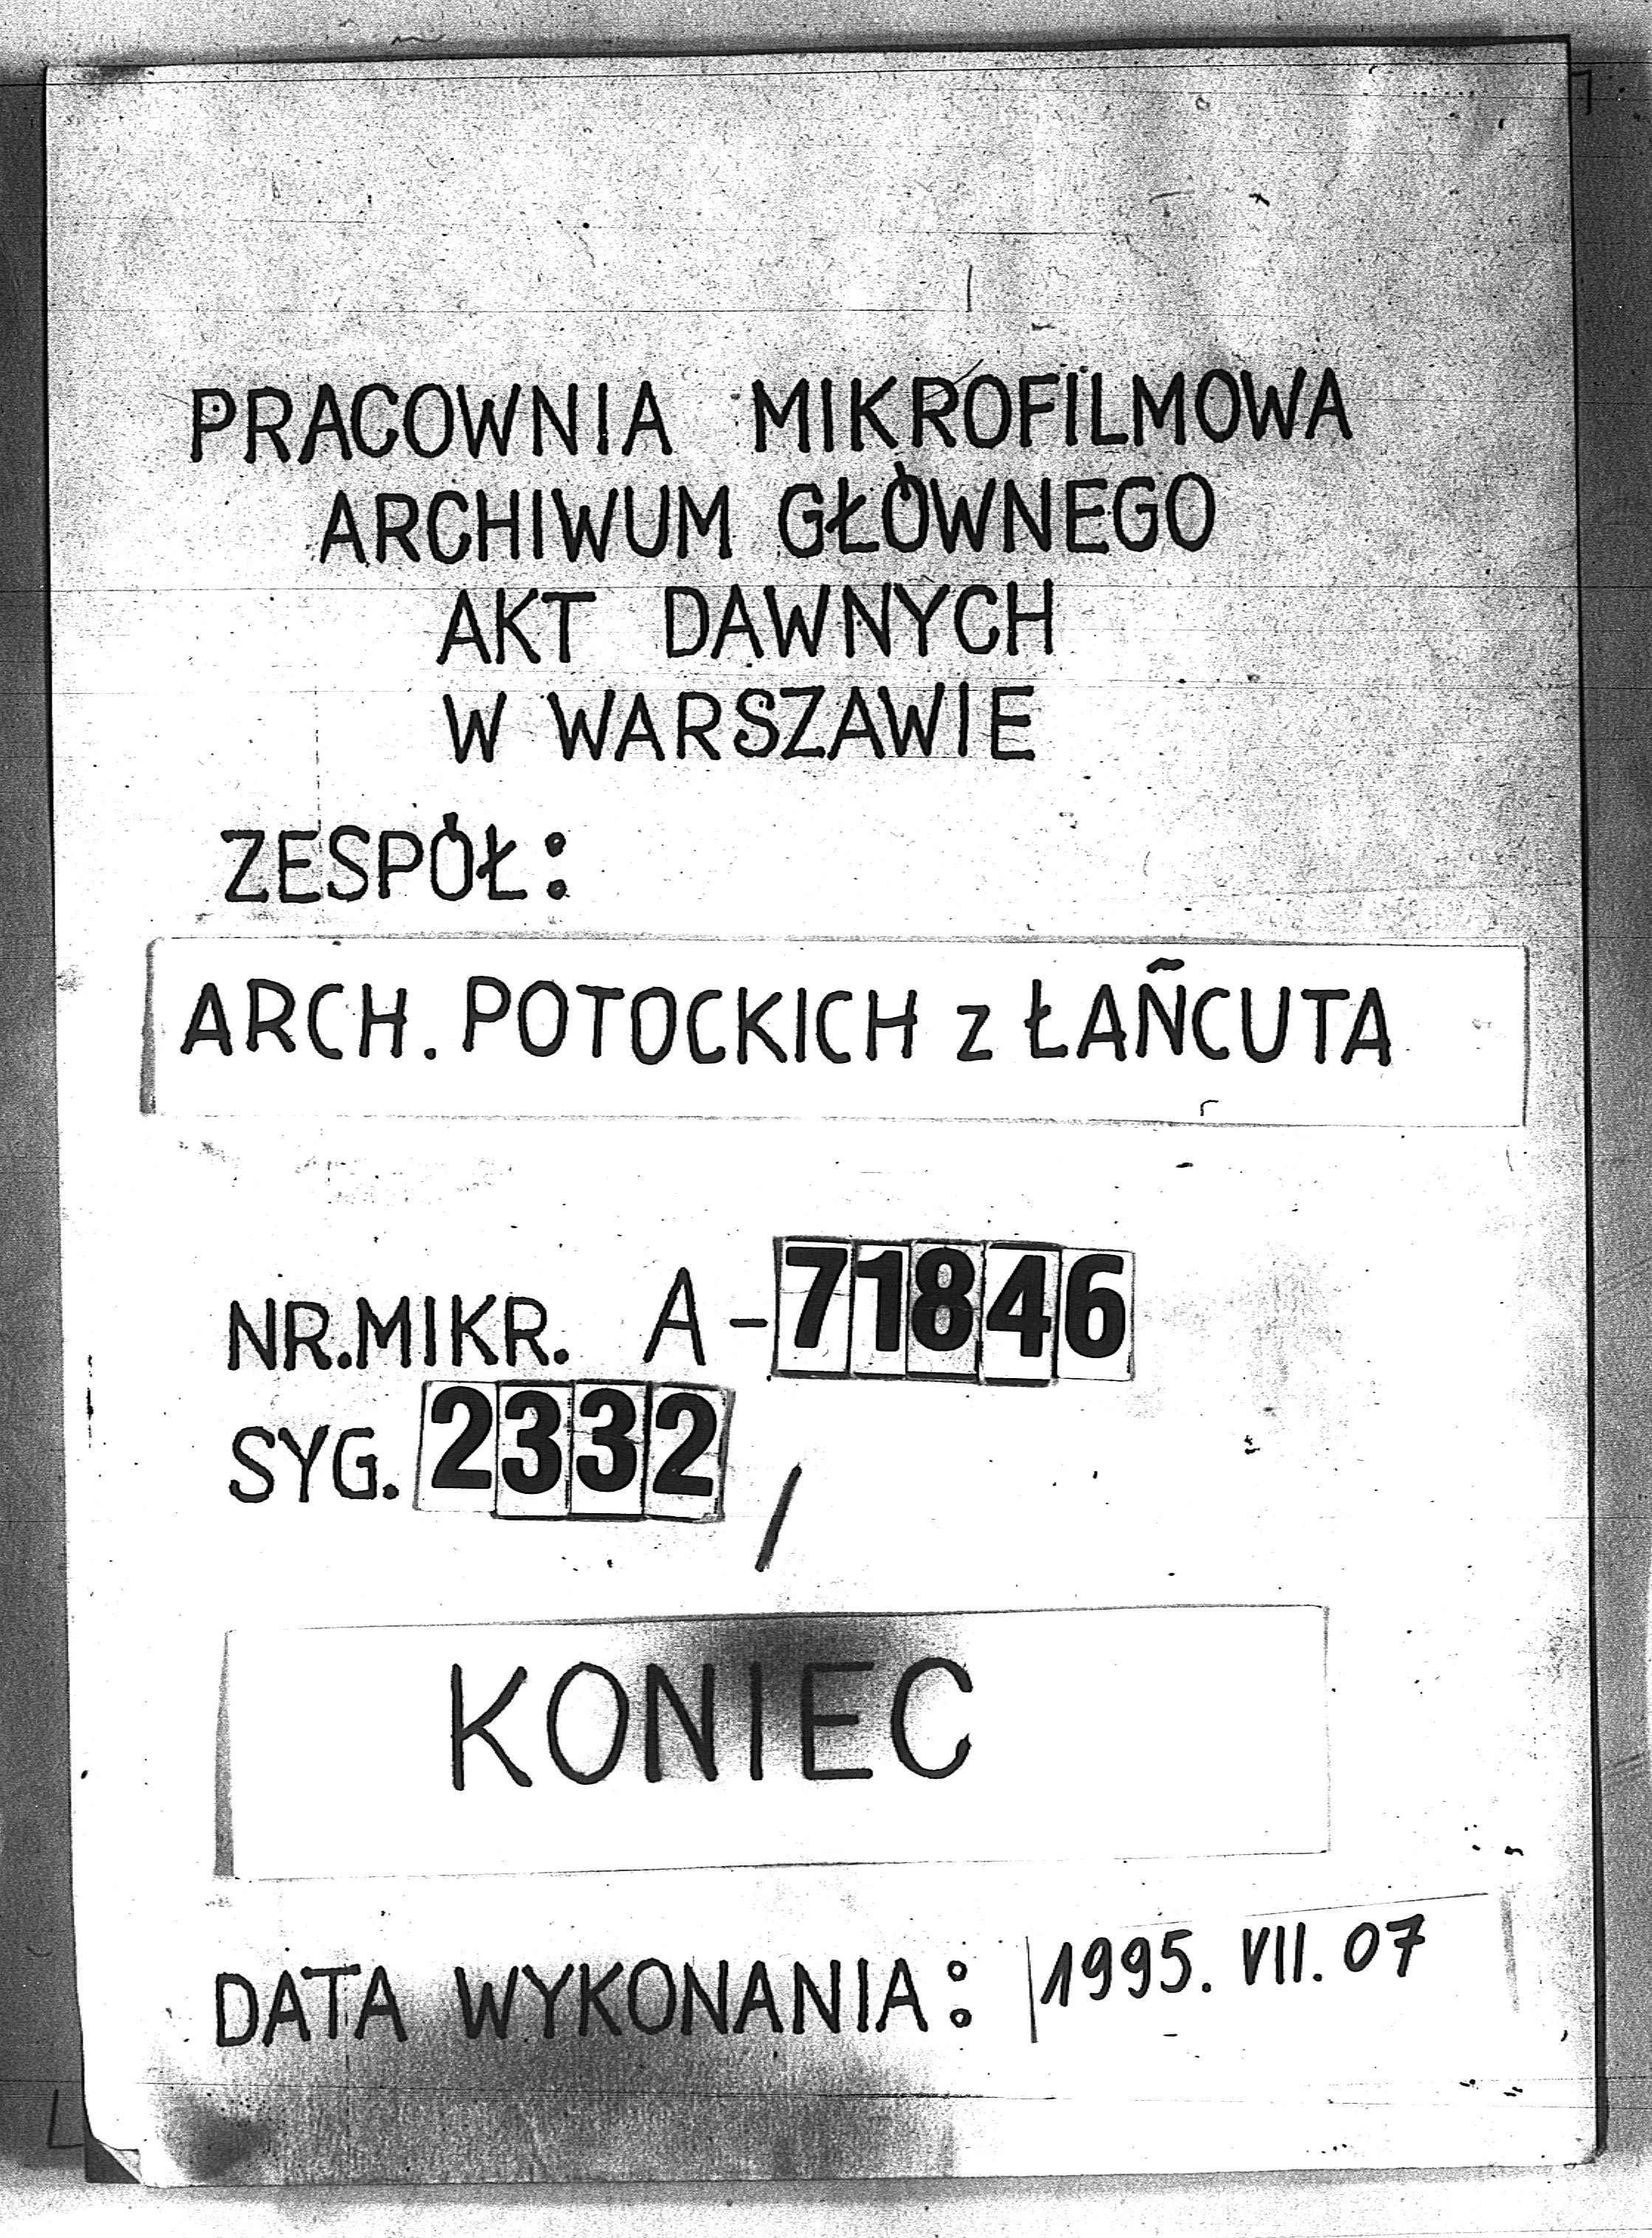 PRACOWNIA MIKROFILMOWA
ARCHIWUM GŁÓWNEGO
AKT DAWNYCH
W WARSZAWIE
ZESPÓŁ:
ARCH. POTOCKICH z ŁAŃCUTA
NR.MIKR. A-71846
SYG. 2332 /
KONIEC
DATA WYKONANIA: 1995. VII. 07